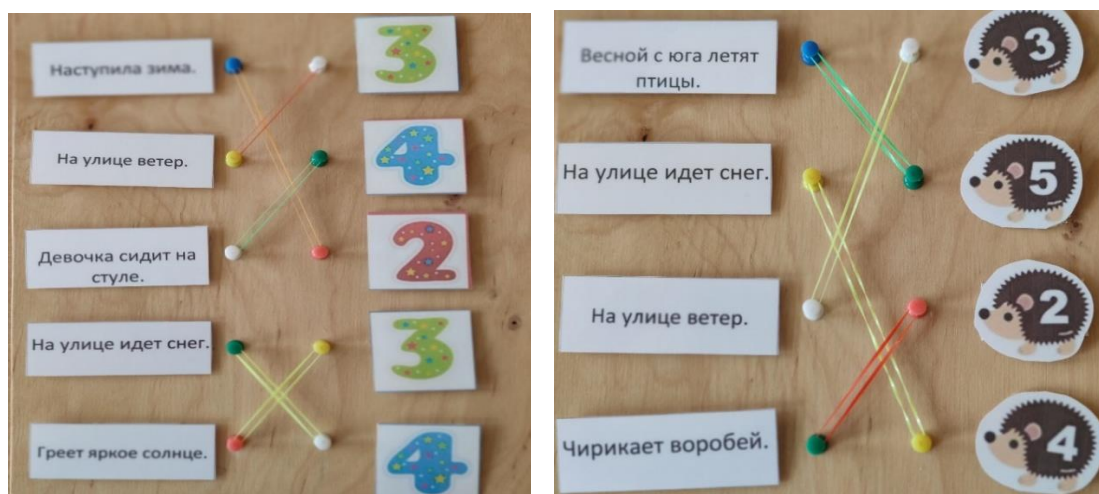 Наступила зима.
3
На улице ветер.
4
Девочка сидит на
стуле.
2
На улице идет снег.
3
Греет яркое солнце.
4
Весной с юга летят
птицы.
3
На улице идет снег.
5
На улице ветер.
2
Чирикает воробей.
4